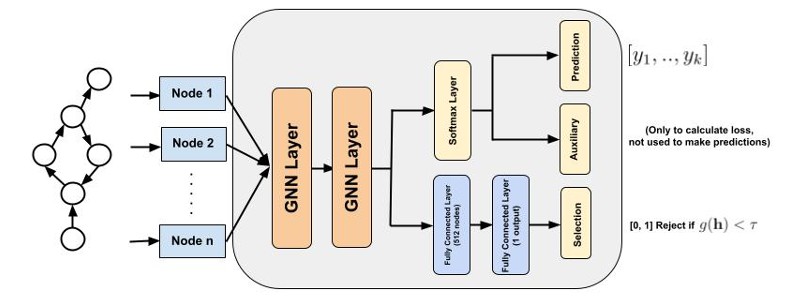 Node 1
Node 2
Node n
GNN Layer
GNN Layer
Softmax Layer
Fully Connected Layer
(512 nodes)
Fully Connected Layer
(1 output)
Prediction
Auxiliary
Selection
[y₁, .., yₖ]
(Only to calculate loss,
not used to make predictions)
[0, 1] Reject if g(h) < τ